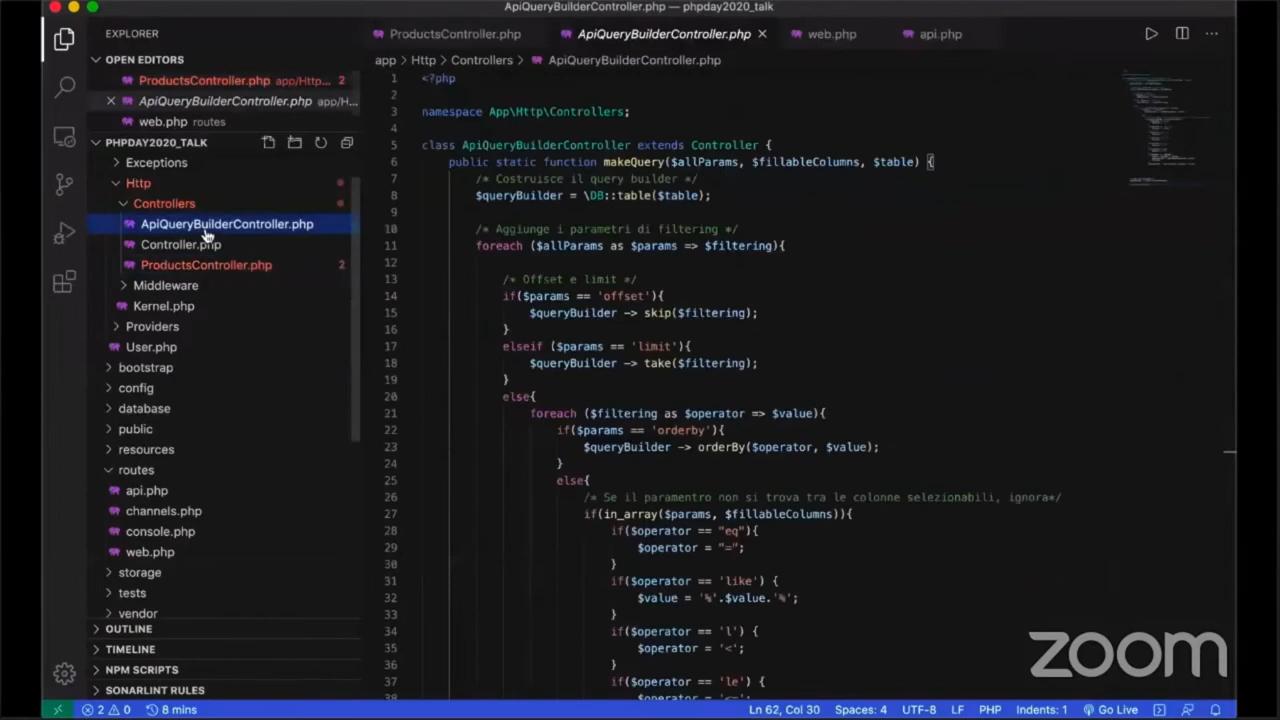 ApiQueryBuilderController.php — phpday2020_talk
EXPLORER
OPEN EDITORS
ProductsController.php app/Http... 2
ApiQueryBuilderController.php app/H...
web.php routes
PHPDAY2020_TALK
Exceptions
Http
Controllers
ApiQueryBuilderController.php
Controller.php
ProductsController.php 2
Middleware
Kernel.php
Providers
User.php
bootstrap
config
database
public
resources
routes
api.php
channels.php
console.php
web.php
storage
tests
vendor
OUTLINE
TIMELINE
NPM SCRIPTS
SONARLINT RULES
ProductsController.php ApiQueryBuilderController.php web.php api.php
app > Http > Controllers > ApiQueryBuilderController.php
1 <?php
2
3 namespace App\Http\Controllers;
4
5 class ApiQueryBuilderController extends Controller {
6 public static function makeQuery($allParams, $fillableColumns, $table) {
7 /* Costruisce il query builder */
8 $queryBuilder = \DB::table($table);
9
10 /* Aggiunge i parametri di filtering */
11 foreach ($allParams as $params => $filtering){
12
13 /* Offset e limit */
14 if($params == 'offset'){
15 $queryBuilder -> skip($filtering);
16 }
17 elseif ($params == 'limit'){
18 $queryBuilder -> take($filtering);
19 }
20 else{
21 foreach ($filtering as $operator => $value){
22 if($params == 'orderby'){
23 $queryBuilder -> orderBy($operator, $value);
24 }
25 else{
26 /* Se il paramentro non si trova tra le colonne selezionabili, ignora*/
27 if(in_array($params, $fillableColumns)){
28 if($operator == "eq"){
29 $operator = "=";
30 }
31 if($operator == 'like') {
32 $value = '%'.$value.'%';
33 }
34 if($operator == 'l') {
35 $operator = '<';
36 }
37 if($operator == 'le') {
38 $operator = '<=';
zoom
2 0 8 mins
Ln 62, Col 30 Spaces: 4 UTF-8 LF PHP Indents: 1 Go Live